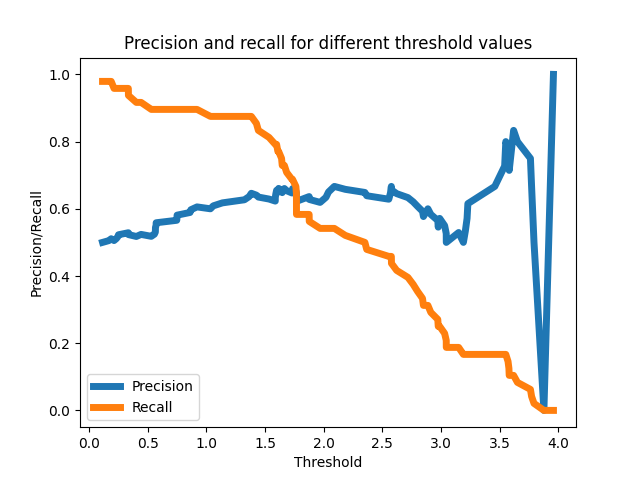 Precision and recall for different threshold values
1.0
0.8
0.6
0.4
0.2
0.0
Precision/Recall
Precision
Recall
0.0 0.5 1.0 1.5 2.0 2.5 3.0 3.5 4.0
Threshold